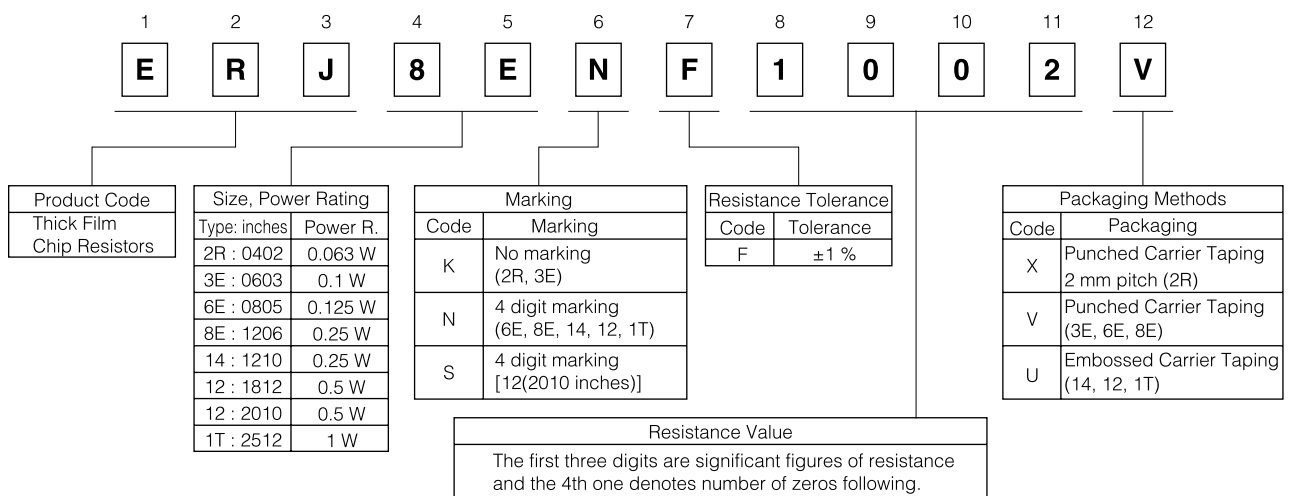 1 2 3 4 5 6 7 8 9 10 11 12
E R J 8 E N F 1 0 0 2 V
Product Code
Thick Film
Chip Resistors
Size, Power Rating
Type: inches Power R.
2R : 0402 0.063 W
3E : 0603 0.1 W
6E : 0805 0.125 W
8E : 1206 0.25 W
14 : 1210 0.25 W
12 : 1812 0.5 W
12 : 2010 0.5 W
1T : 2512 1 W
Marking
Code Marking
K No marking
(2R, 3E)
N 4 digit marking
(6E, 8E, 14, 12, 1T)
S 4 digit marking
[12(2010 inches)]
Resistance Tolerance
Code Tolerance
F ±1 %
Resistance Value
The first three digits are significant figures of resistance
and the 4th one denotes number of zeros following.
Packaging Methods
Code Packaging
X Punched Carrier Taping
2 mm pitch (2R)
V Punched Carrier Taping
(3E, 6E, 8E)
U Embossed Carrier Taping
(14, 12, 1T)